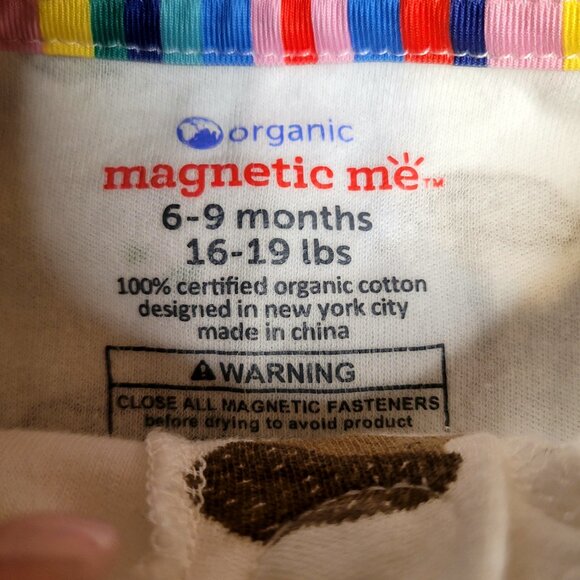 organic
magnetic me™
6-9 months
16-19 lbs
100% certified organic cotton
designed in new york city
made in china
⚠ WARNING
CLOSE ALL MAGNETIC FASTENERS
before drying to avoid product